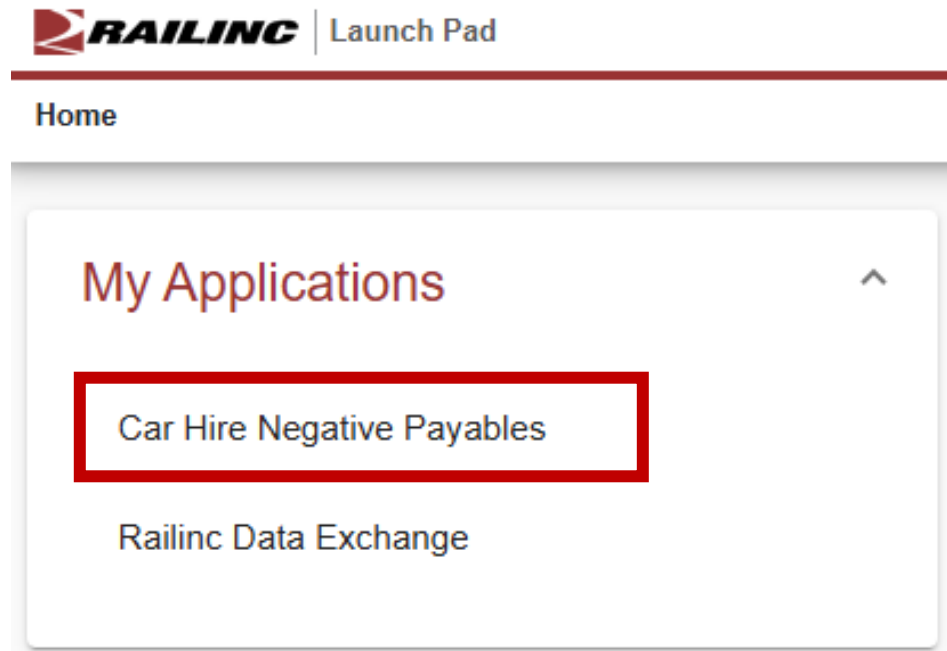 RAILINC Launch Pad
Home
My Applications
Car Hire Negative Payables
Railinc Data Exchange